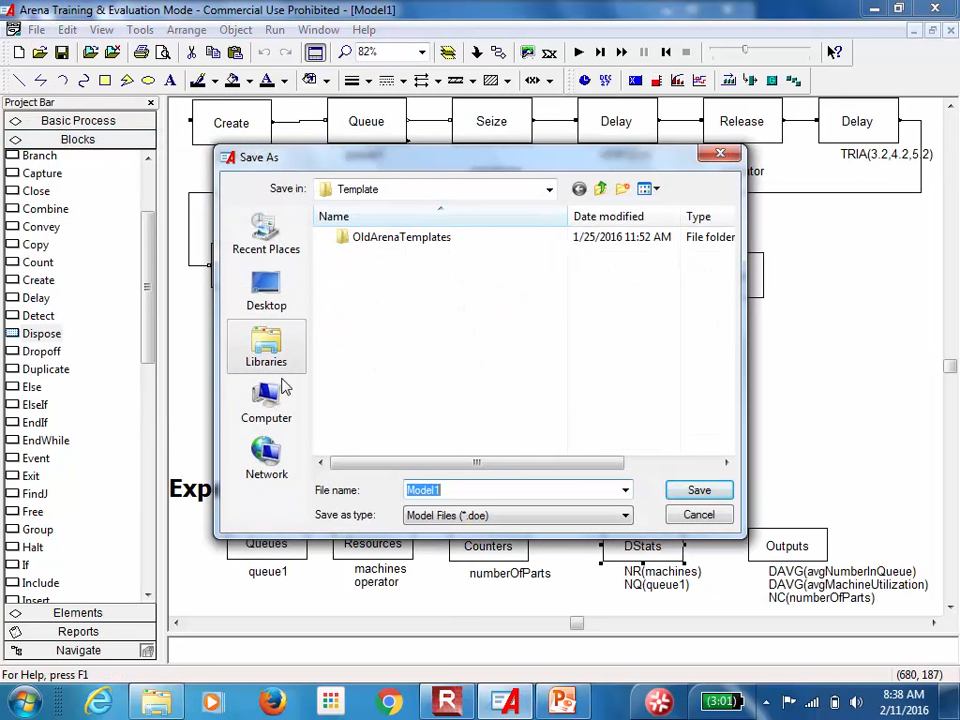 Arena Training & Evaluation Mode - Commercial Use Prohibited - [Model1]
File Edit View Tools Arrange Object Run Window Help
82%
Project Bar
Basic Process
Blocks
Branch
Capture
Close
Combine
Convey
Copy
Count
Create
Delay
Detect
Dispose
Dropoff
Duplicate
Else
ElseIf
EndIf
EndWhile
Event
Exit
FindJ
Free
Group
Halt
If
Include
Insert
Elements
Reports
Navigate
Create Queue Seize Delay Release Delay
TRIA(3.2,4.2,5.2)
Save As
Save in: Template
Name Date modified Type
OldArenaTemplates 1/25/2016 11:52 AM File folder
Recent Places
Desktop
Libraries
Computer
Network
File name: Model1 Save
Save as type: Model Files (*.doe) Cancel
Queues Resources Counters DStats Outputs
queue1
machines
operator
numberOfParts
NR(machines)
NQ(queue1)
DAVG(avgNumberInQueue)
DAVG(avgMachineUtilization)
NC(numberOfParts)
For Help, press F1
(680, 187)
(3:01)
8:38 AM
2/11/2016